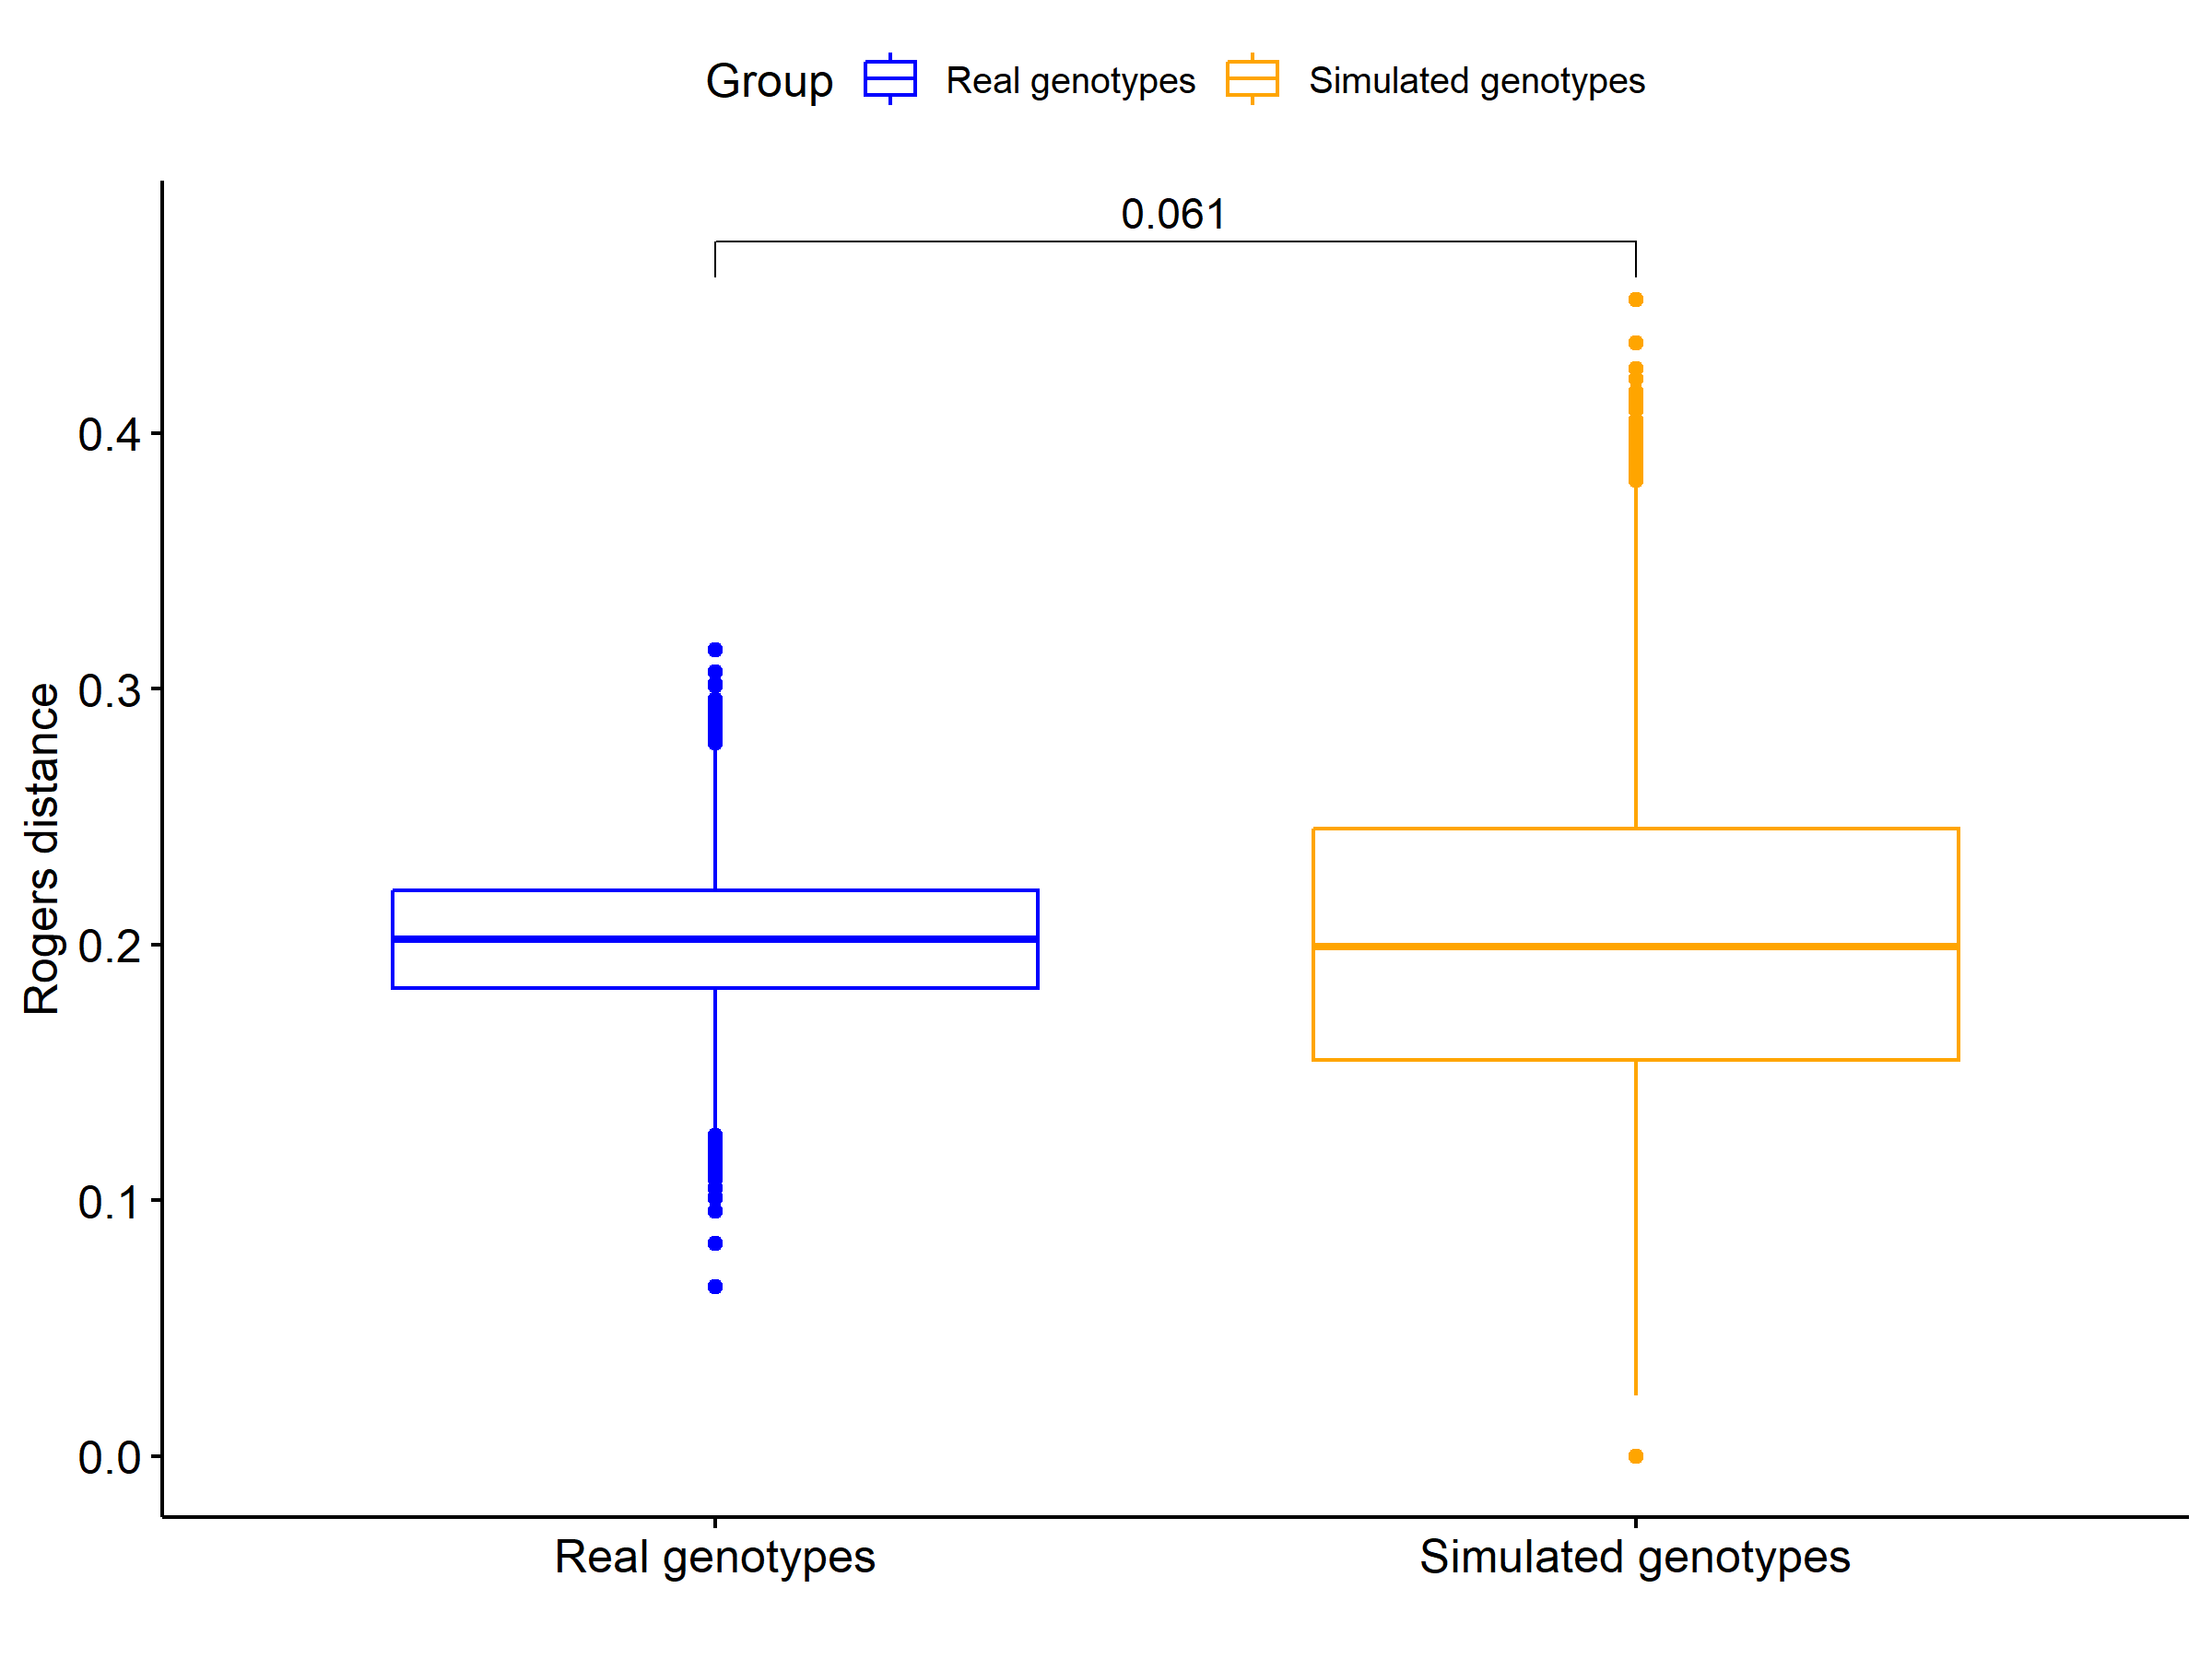 Group Real genotypes Simulated genotypes
0.061
Rogers distance
0.4
0.3
0.2
0.1
0.0
Real genotypes Simulated genotypes